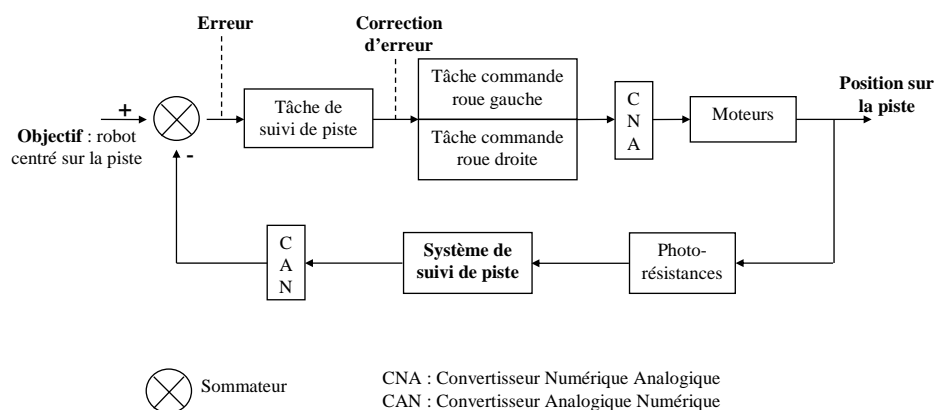 Erreur
Correction
d'erreur
+
Objectif : robot
centré sur la piste
-
Tâche de
suivi de piste
Tâche commande
roue gauche
Tâche commande
roue droite
C
N
A
Moteurs
Position sur
la piste
C
A
N
Système de
suivi de piste
Photo-
résistances
Sommateur
CNA : Convertisseur Numérique Analogique
CAN : Convertisseur Analogique Numérique